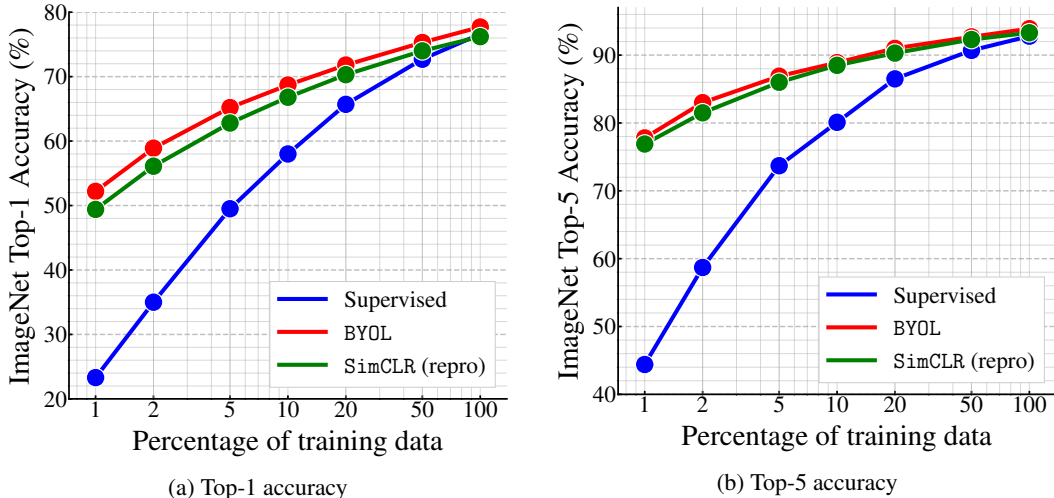 ImageNet Top-1 Accuracy (%)
80
70
60
50
40
30
20
1 2 5 10 20 50 100
Percentage of training data
Supervised
BYOL
SimCLR (repro)
(a) Top-1 accuracy
ImageNet Top-5 Accuracy (%)
90
80
70
60
50
40
1 2 5 10 20 50 100
Percentage of training data
Supervised
BYOL
SimCLR (repro)
(b) Top-5 accuracy